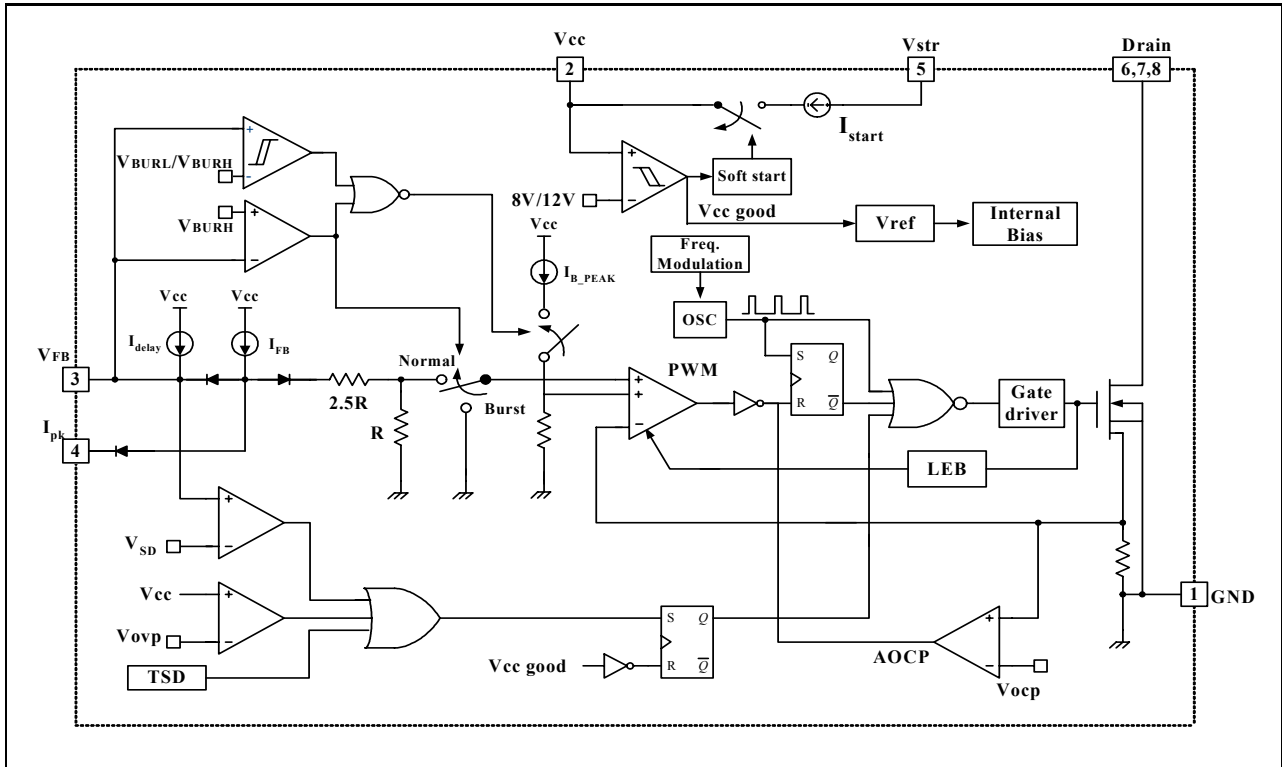 Vcc
2
Vstr
5
Drain
6,7,8
Istart
+
VBURL/VBURH
-
+
8V/12V
−
Soft start
Vcc good
Vref
Internal
Bias
VBURH
+
−
Vcc
IB_PEAK
Freq.
Modulation
OSC
Vcc
Vcc
Idelay
IFB
VFB
3
Normal
Burst
2.5R
R
+
+
−
PWM
S
Q
R
Q
Gate
driver
LEB
Ipk
4
+
VSD
−
Vcc
+
Vovp
−
TSD
S
Q
R
Q
Vcc good
AOCP
+
−
Vocp
1
GND